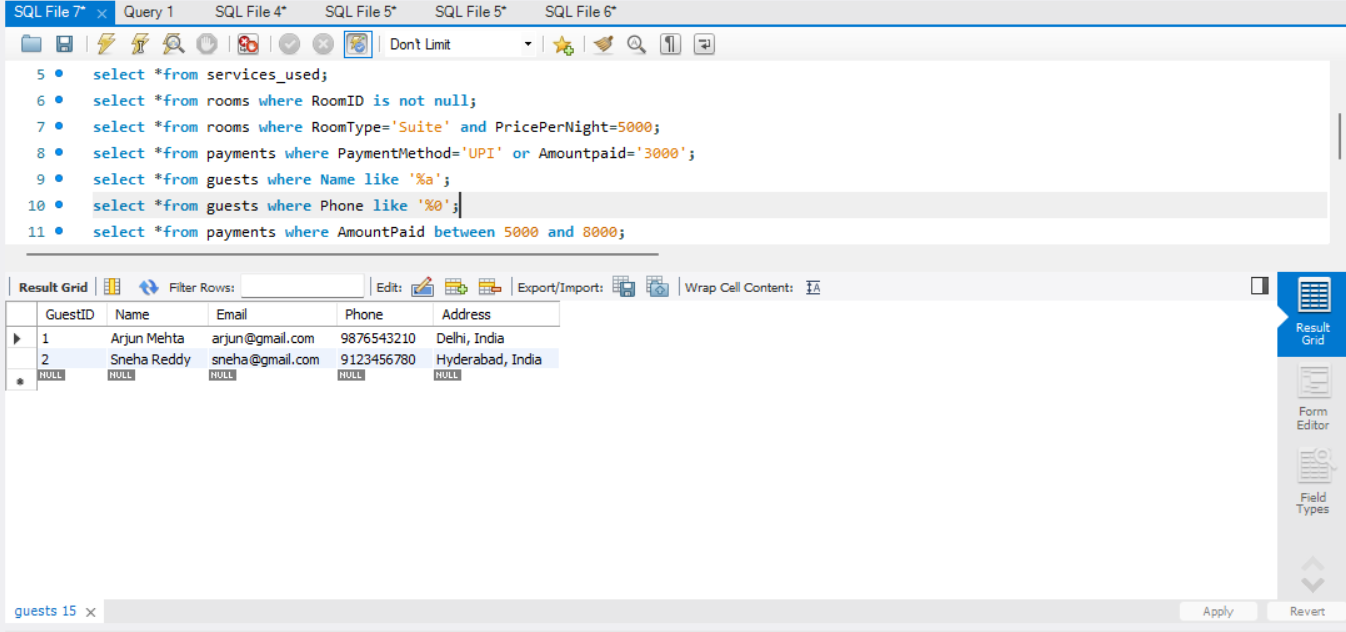 SQL File 7* Query 1 SQL File 4* SQL File 5* SQL File 5* SQL File 6*
Don't Limit
5 select *from services_used;
6 select *from rooms where RoomID is not null;
7 select *from rooms where RoomType='Suite' and PricePerNight=5000;
8 select *from payments where PaymentMethod='UPI' or Amountpaid='3000';
9 select *from guests where Name like '%a';
10 select *from guests where Phone like '%0';
11 select *from payments where AmountPaid between 5000 and 8000;
Result Grid Filter Rows: Edit: Export/Import: Wrap Cell Content: IA
GuestID Name Email Phone Address
1 Arjun Mehta arjun@gmail.com 9876543210 Delhi, India
2 Sneha Reddy sneha@gmail.com 9123456780 Hyderabad, India
NULL NULL NULL NULL NULL
Result
Grid
Form
Editor
Field
Types
guests 15 Apply Revert